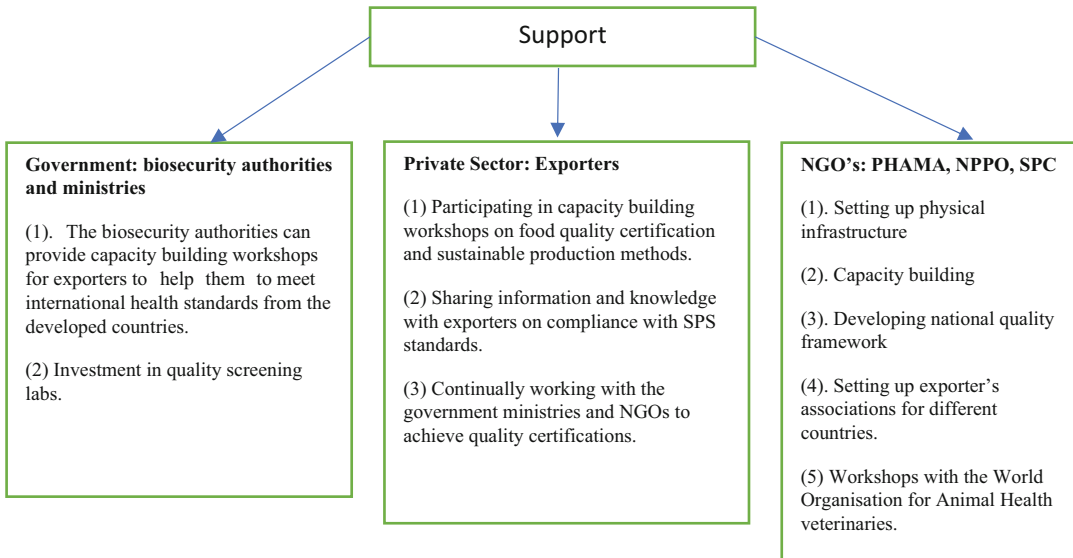 Support
Government: biosecurity authorities
and ministries
(1). The biosecurity authorities can
provide capacity building workshops
for exporters to help them to meet
international health standards from the
developed countries.
(2) Investment in quality screening
labs.
Private Sector: Exporters
(1) Participating in capacity building
workshops on food quality certification
and sustainable production methods.
(2) Sharing information and knowledge
with exporters on compliance with SPS
standards.
(3) Continually working with the
government ministries and NGOs to
achieve quality certifications.
NGO's: PHAMA, NPPO, SPC
(1). Setting up physical
infrastructure
(2). Capacity building
(3). Developing national quality
framework
(4). Setting up exporter's
associations for different
countries.
(5) Workshops with the World
Organisation for Animal Health
veterinaries.